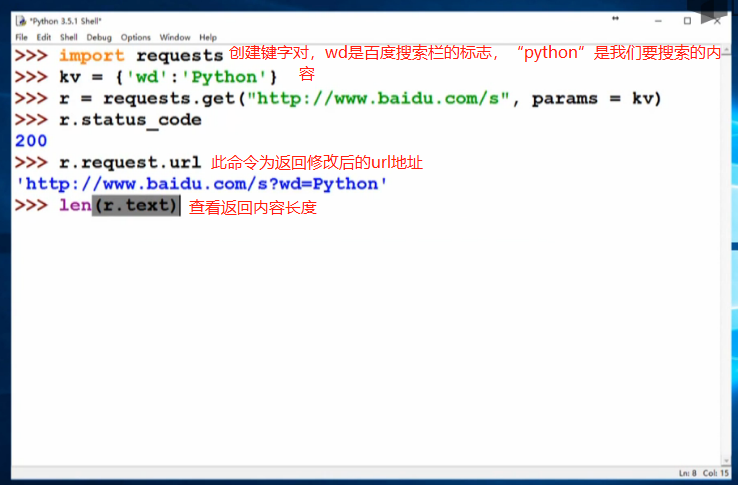 *Python 3.5.1 Shell*
File Edit Shell Debug Options Window Help
>>> import requests 创建键字对，wd是百度搜索栏的标志，“python”是我们要搜索的内
>>> kv = {'wd':'Python'} 容
>>> r = requests.get("http://www.baidu.com/s", params = kv)
>>> r.status_code
200
>>> r.request.url 此命令为返回修改后的url地址
'http://www.baidu.com/s?wd=Python'
>>> len(r.text) 查看返回内容长度
Ln: 8 Col: 15